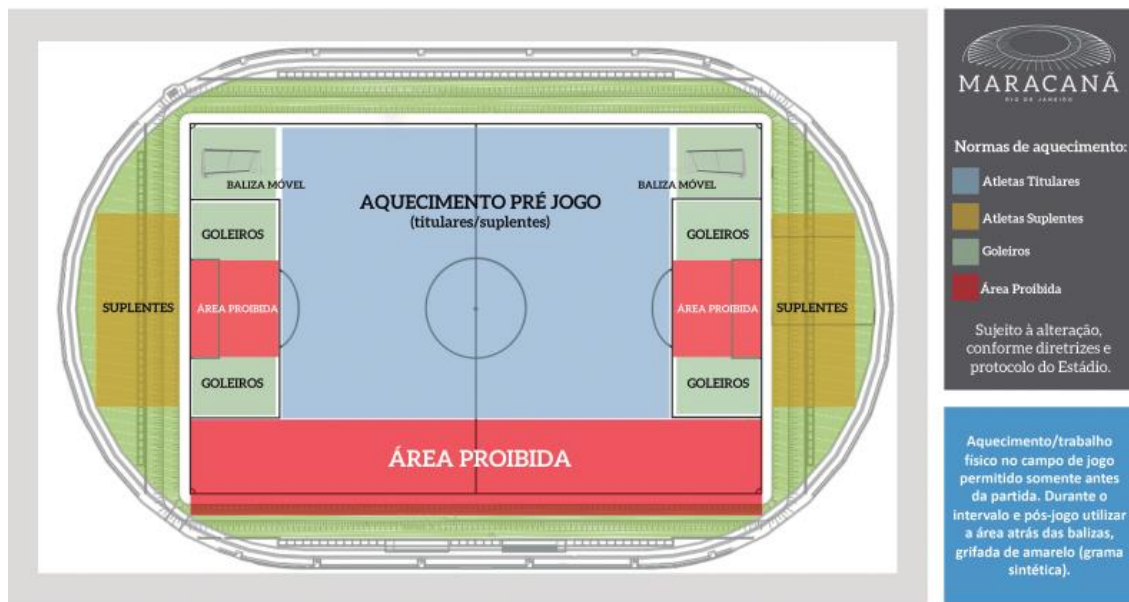 MARACANÃ
RIO DE JANEIRO
Normas de aquecimento:
Atletas Titulares
Atletas Suplentes
Goleiros
Área Proibida
Sujeito à alteração,
conforme diretrizes e
protocolo do Estádio.
BALIZA MÓVEL
AQUECIMENTO PRÉ JOGO
(titulares/suplentes)
BALIZA MÓVEL
GOLEIROS
GOLEIROS
SUPLENTES
ÁREA PROIBIDA
ÁREA PROIBIDA
SUPLENTES
GOLEIROS
GOLEIROS
ÁREA PROIBIDA
Aquecimento/trabalho
físico no campo de jogo
permitido somente antes
da partida. Durante o
intervalo e pós-jogo utilizar
a área atrás das balizas,
grifada de amarelo (grama
sintética).